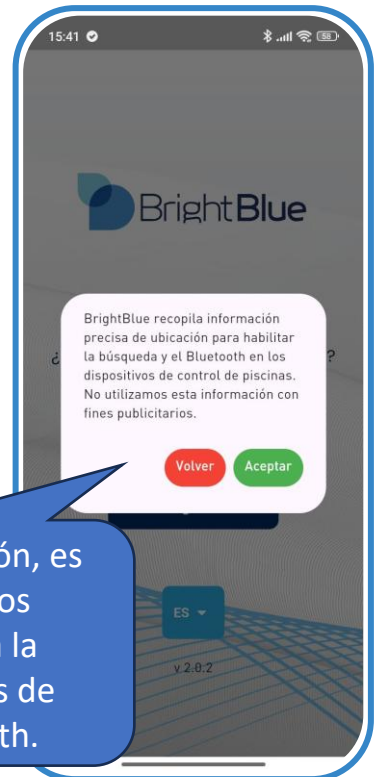 15:41
58
BrightBlue
¿ ?
BrightBlue recopila información
precisa de ubicación para habilitar
la búsqueda y el Bluetooth en los
dispositivos de control de piscinas.
No utilizamos esta información con
fines publicitarios.
Volver Aceptar
ón, es
os
la
s de
th.
ES
v 2.0.2